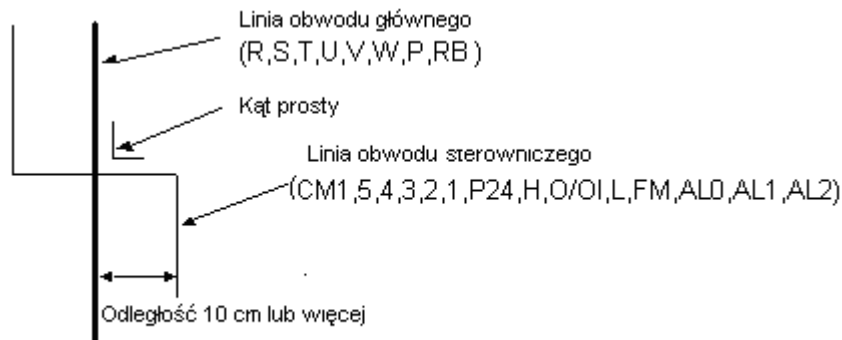 Linia obwodu głównego
(R,S,T,U,V,W,P,RB )
Kąt prosty
Linia obwodu sterowniczego
(CM1,5,4,3,2,1,P24,H,O/OI,L,FM,AL0,AL1,AL2)
Odległość 10 cm lub więcej